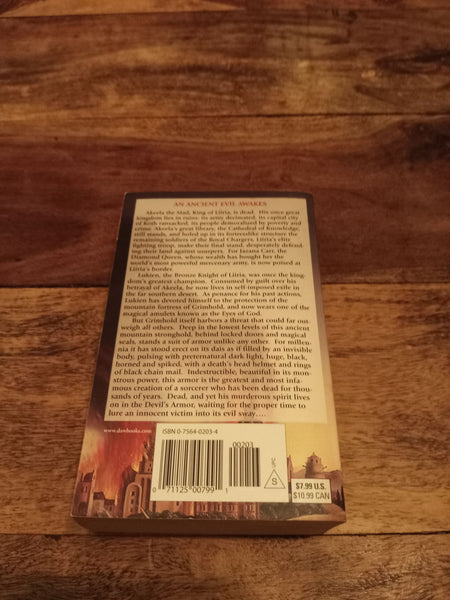 AN ANCIENT EVIL AWAKES
Akeela the Mad, King of Liiria, is dead. His once great
kingdom lies in ruins: its army decimated, its capital city
of Koth ransacked, its people demoralized by poverty and
crime. Akeela's great library, the Cathedral of Knowledge,
still stands, and holed up in its fortresslike structure the
remaining soldiers of the Royal Chargers, Liiria's elite
fighting troop, make their final stand, desperately defend-
ing their land against usurpers. For Jazana Carr, the
Diamond Queen, whose wealth has bought her the
world's most powerful mercenary army, is now poised at
Liiria's border.
Lukien, the Bronze Knight of Liiria, was once the king-
dom's greatest champion. Consumed by guilt over his
betrayal of Akeela, he now lives in self-imposed exile in
the far southern desert. As penance for his past actions,
Lukien has devoted himself to the protection of the
mountain fortress of Grimhold, and now wears one of
the magical amulets known as the Eyes of God.
But Grimhold itself harbors a threat that could far out-
weigh all others. Deep in the lowest levels of this ancient
mountain stronghold, behind locked doors and magical
seals, stands a suit of armor unlike any other. For millen-
nia it has stood erect on its dais as if filled by an invisible
body, pulsing with preternatural dark light, huge, black,
horned and spiked, with a death's head helmet and rings
of black chain mail. Indestructible, beautiful in its mon-
strous power, this armor is the greatest and most infa-
mous creation of a sorcerer who has been dead for thou-
sands of years. Dead, and yet his murderous spirit lives
on in the Devil's Armor, waiting for the proper time to
lure an innocent victim into its evil sway....
www.dawbooks.com
ISBN 0-7564-0203-4
00203
0 71125 00799 1
UPC
S
$7.99 U.S.
$10.99 CAN